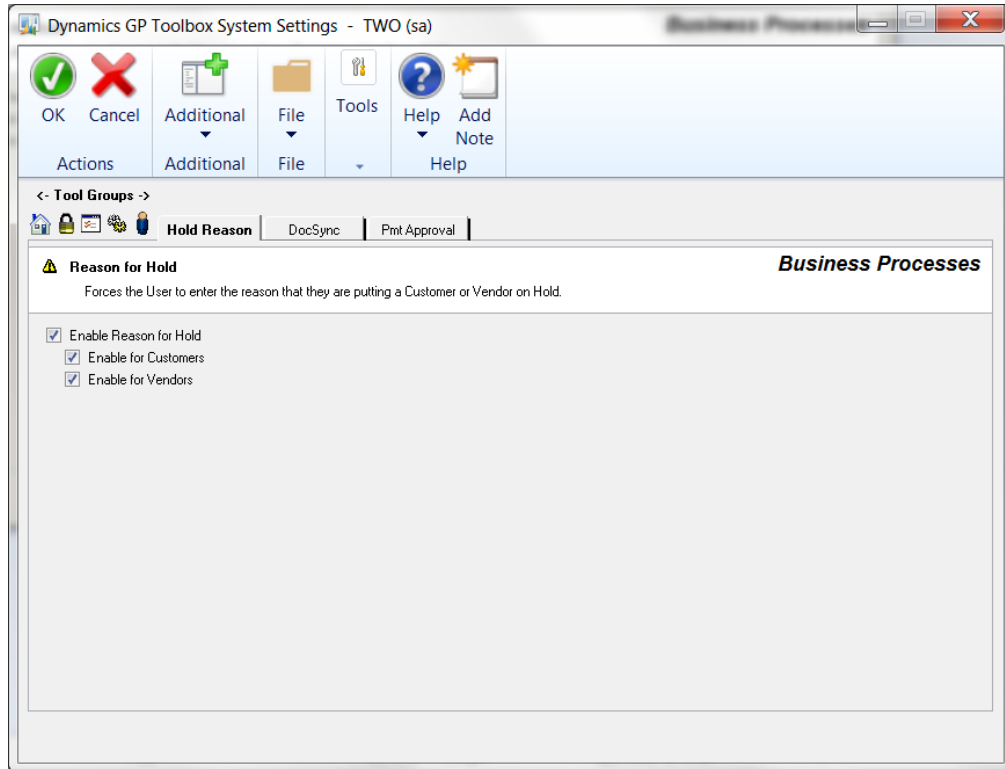 Dynamics GP Toolbox System Settings - TWO (sa)
Business Processes
OK Cancel Additional File Tools Help Add Note
Actions Additional File Help
<- Tool Groups ->
Hold Reason DocSync Pmt Approval
Reason for Hold Business Processes
Forces the User to enter the reason that they are putting a Customer or Vendor on Hold.
Enable Reason for Hold
Enable for Customers
Enable for Vendors